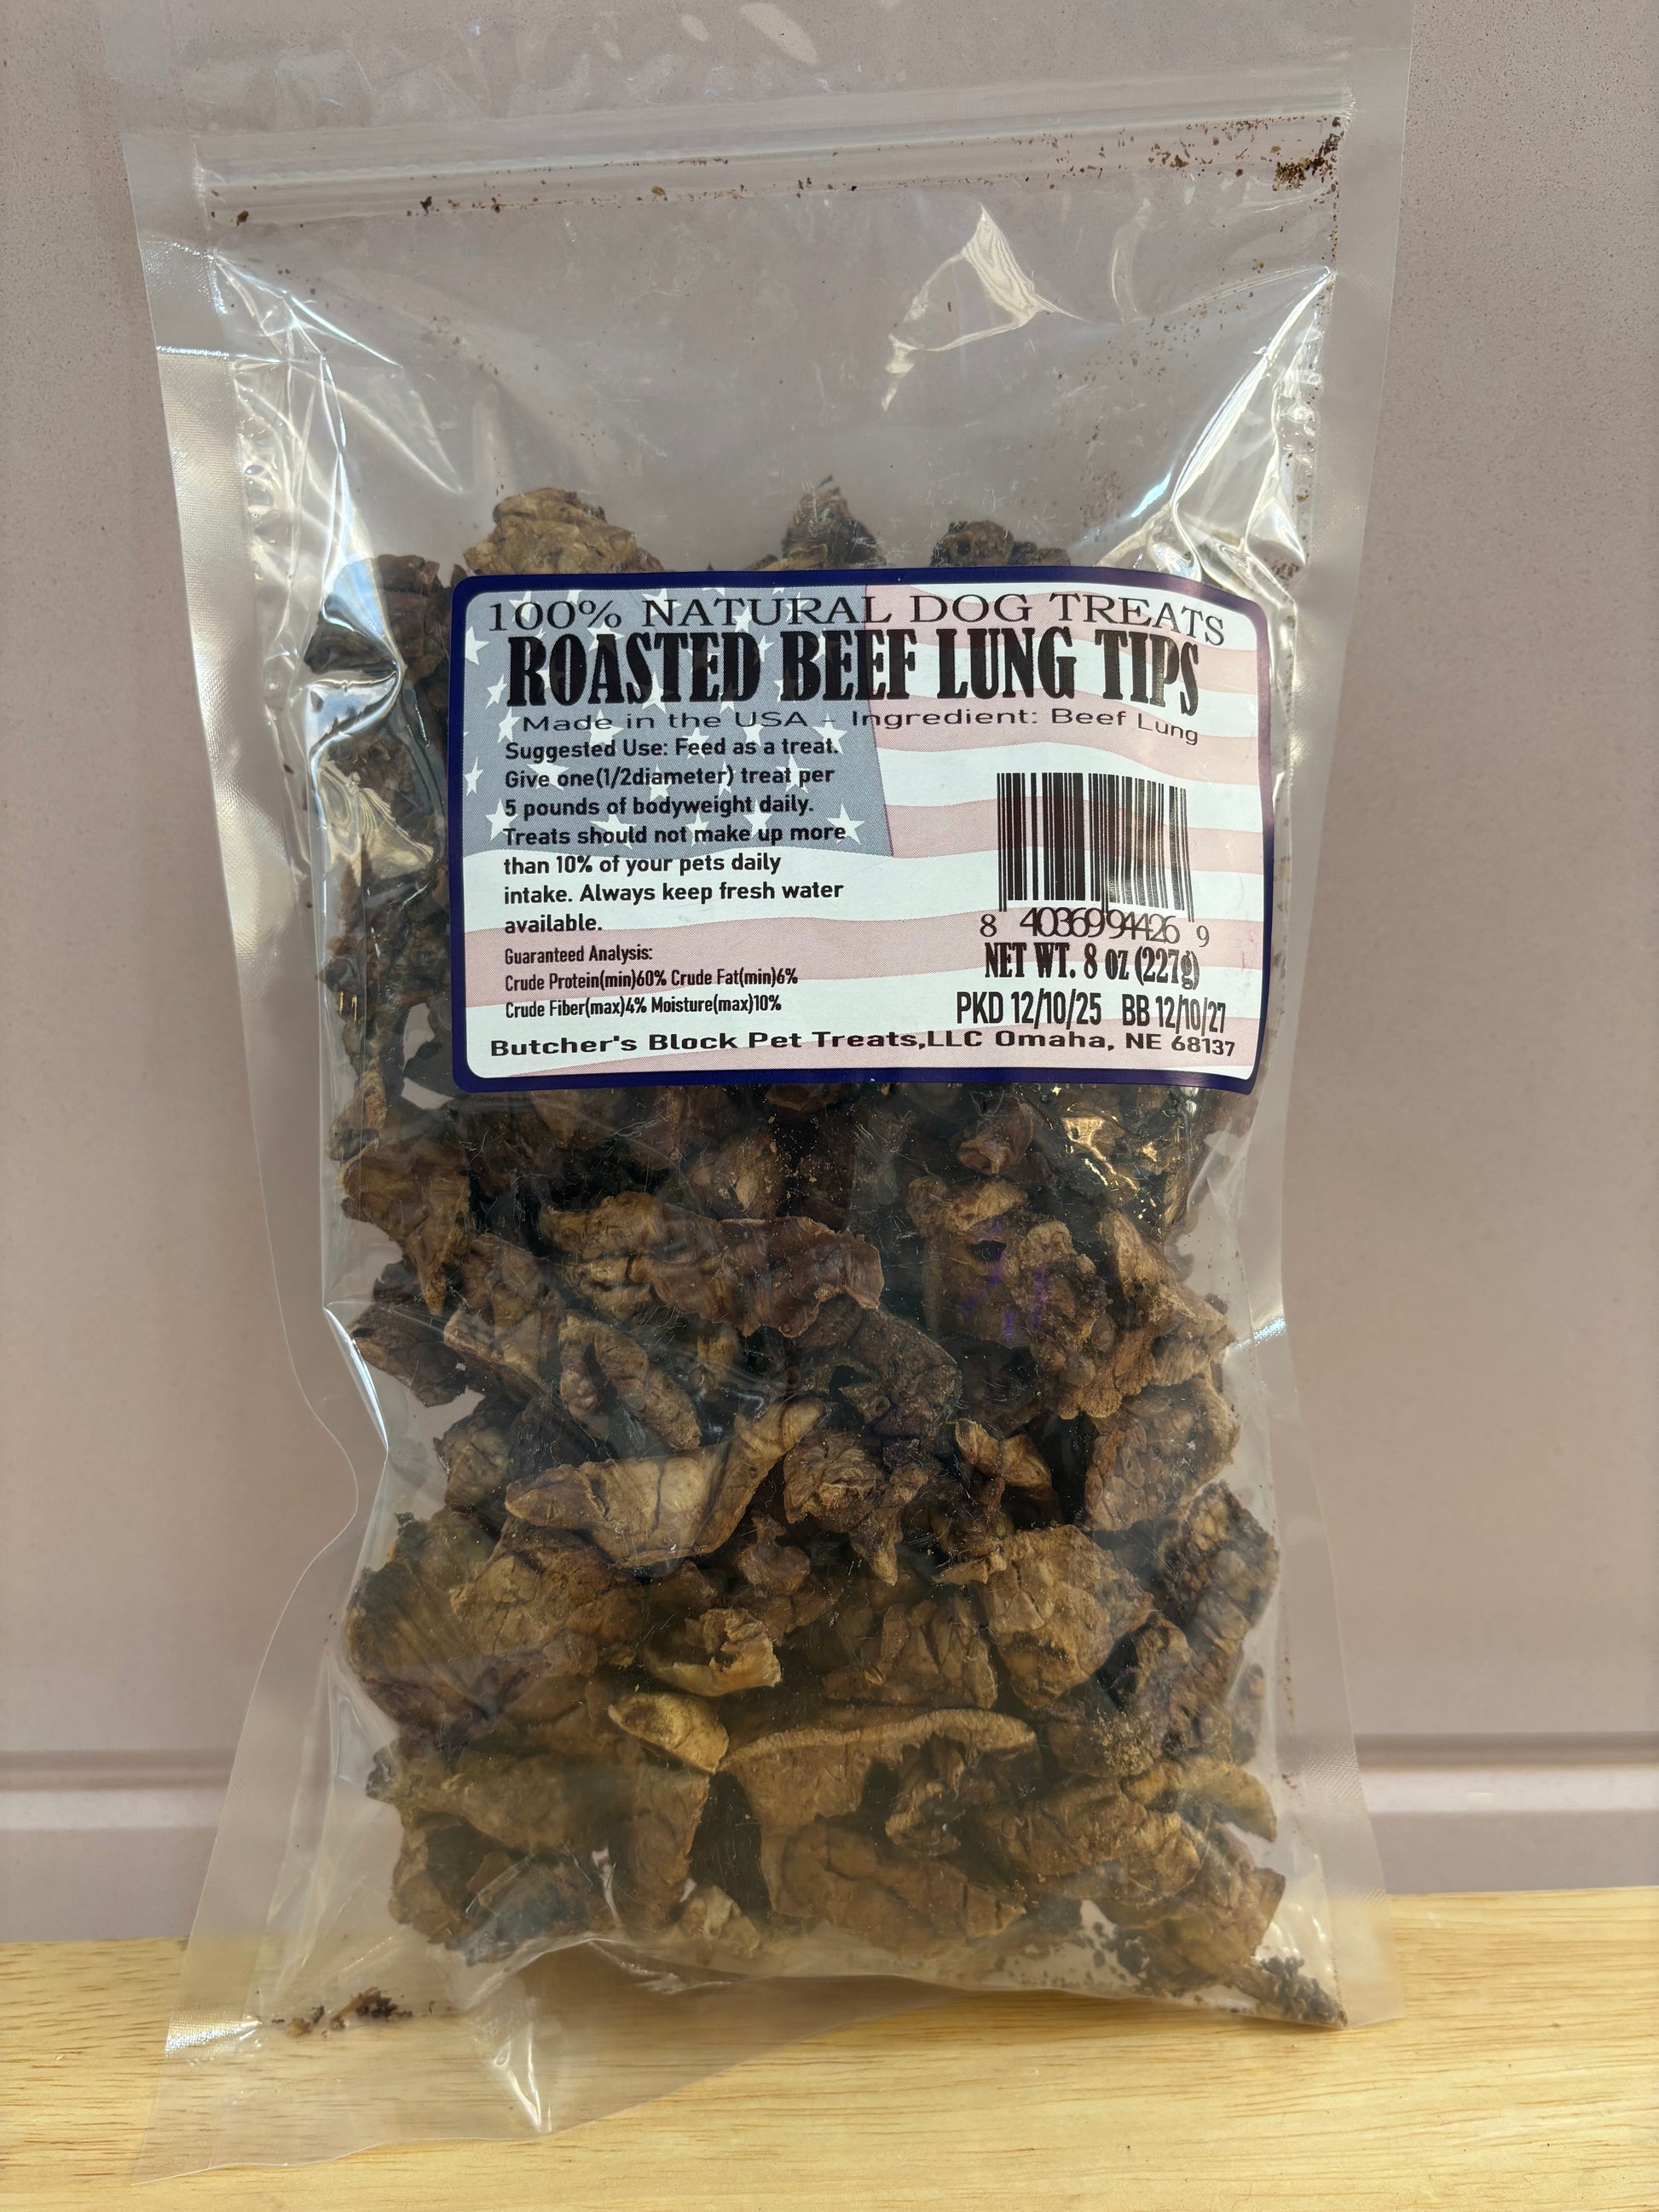 100% NATURAL DOG TREATS
ROASTED BEEF LUNG TIPS
Made in the USA - Ingredient: Beef Lung
Suggested Use: Feed as a treat.
Give one(1/2diameter) treat per
5 pounds of bodyweight daily.
Treats should not make up more
than 10% of your pets daily
intake. Always keep fresh water
available.
Guaranteed Analysis:
Crude Protein(min)60% Crude Fat(min)6%
Crude Fiber(max)4% Moisture(max)10%
8 40369 94426 9
NET WT. 8 OZ (227g)
PKD 12/10/25 BB 12/10/27
Butcher's Block Pet Treats,LLC Omaha, NE 68137